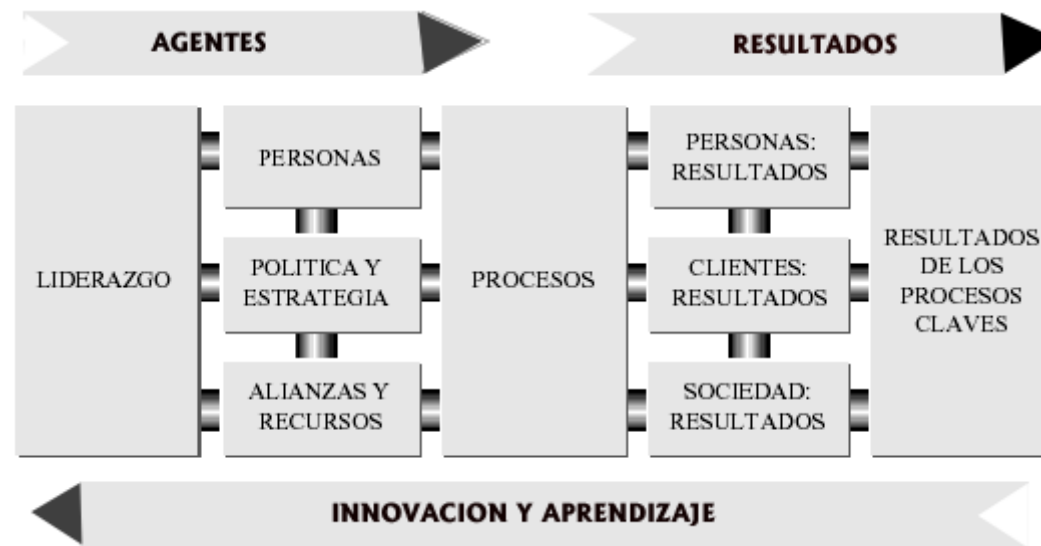 AGENTES
RESULTADOS
LIDERAZGO
PERSONAS
POLITICA Y
ESTRATEGIA
ALIANZAS Y
RECURSOS
PROCESOS
PERSONAS:
RESULTADOS
CLIENTES:
RESULTADOS
SOCIEDAD:
RESULTADOS
RESULTADOS
DE LOS
PROCESOS
CLAVES
INNOVACION Y APRENDIZAJE